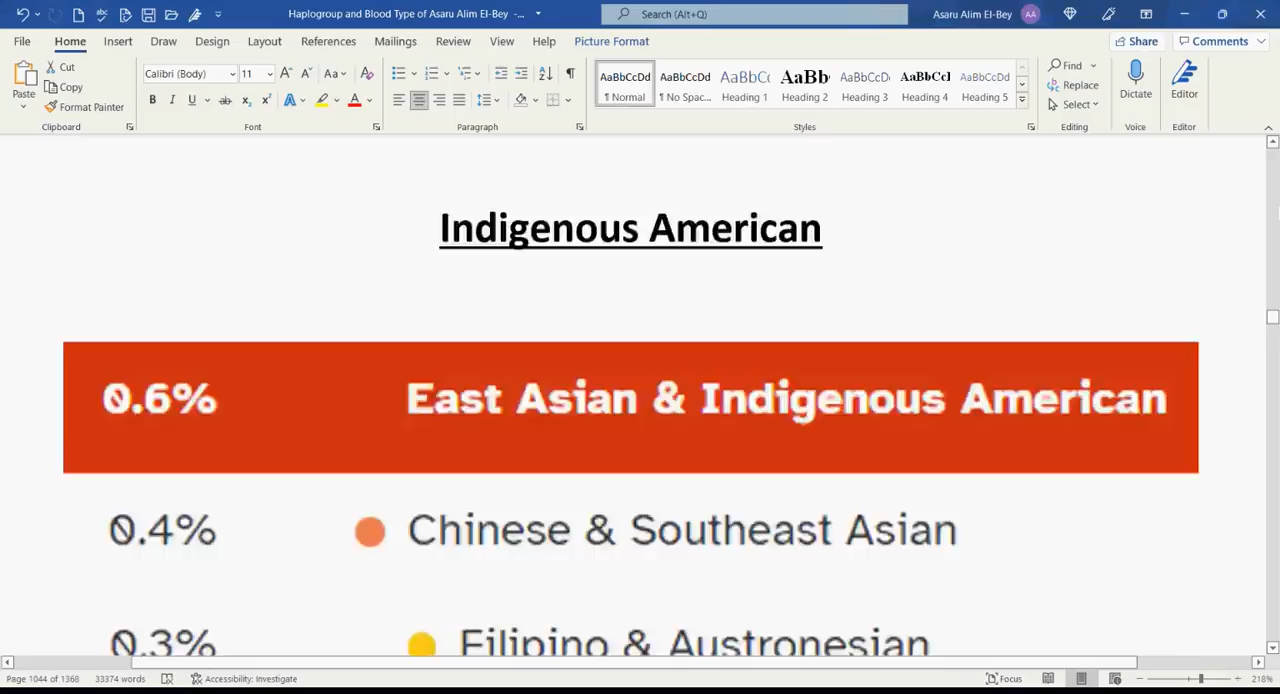 Haplogroup and Blood Type of Asaru Alim El-Bey -...
Search (Alt+Q)
Asaru Alim El-Bey
AA
File Home Insert Draw Design Layout References Mailings Review View Help Picture Format
Share
Comments
Paste
Cut
Copy
Format Painter
Clipboard
Calibri (Body)
11
Font
Paragraph
AaBbCcDd
¶ Normal
AaBbCcDd
¶ No Spac...
AaBbCc
Heading 1
AaBb
Heading 2
AaBbCcD
Heading 3
AaBbCcI
Heading 4
AaBbCcDd
Heading 5
Styles
Find
Replace
Select
Editing
Dictate
Voice
Editor
Editor
Indigenous American
0.6% East Asian & Indigenous American
0.4% Chinese & Southeast Asian
0.3% Filipino & Austronesian
Page 1044 of 1368 33374 words Accessibility: Investigate
Focus
218%